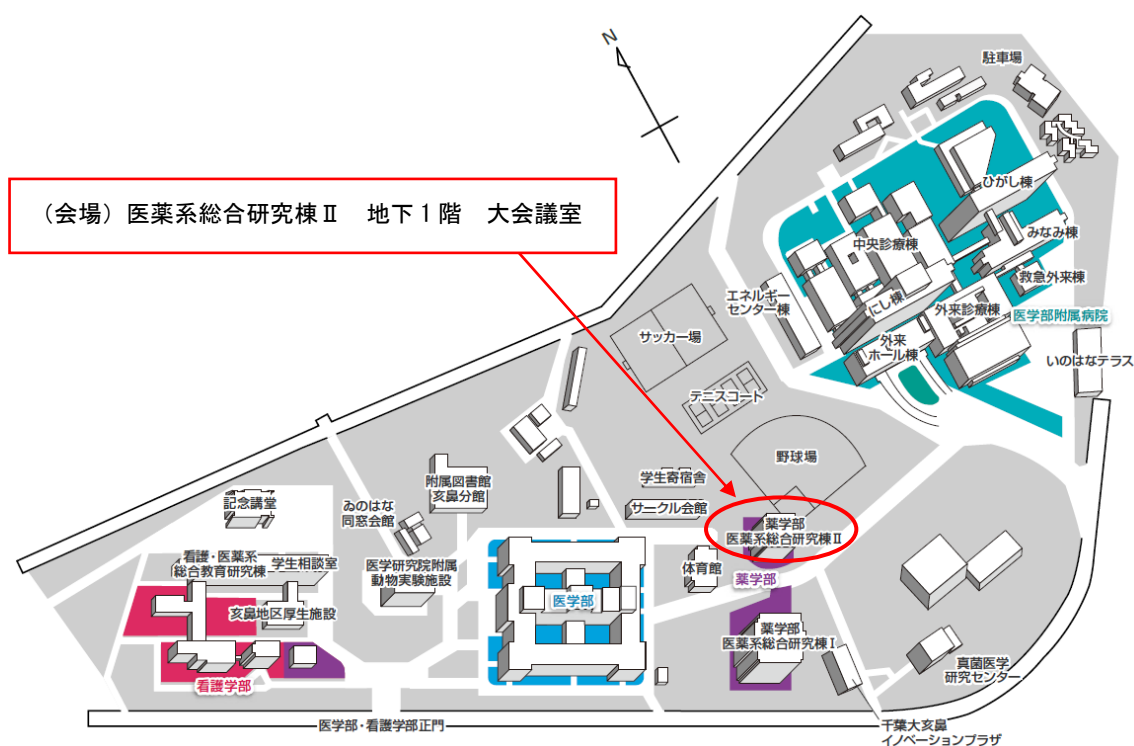 N
駐車場
ひがし棟
(会場)医薬系総合研究棟Ⅱ 地下1階 大会議室
みなみ棟
中央診療棟
救急外来棟
エネルギー
センター棟
にし棟
外来診療棟
医学部附属病院
サッカー場
外来
ホール棟
いのはなテラス
テニスコート
野球場
附属図書館
亥鼻分館
学生寄宿舎
記念講堂
ゐのはな
同窓会館
サークル会館
薬学部
医薬系総合研究棟Ⅱ
看護・医薬系
総合教育研究棟
学生相談室
医学研究院附属
動物実験施設
体育館
薬学部
医学部
亥鼻地区厚生施設
薬学部
医薬系総合研究棟Ⅰ
看護学部
真菌医学
研究センター
医学部・看護学部正門
千葉大亥鼻
イノベーションプラザ